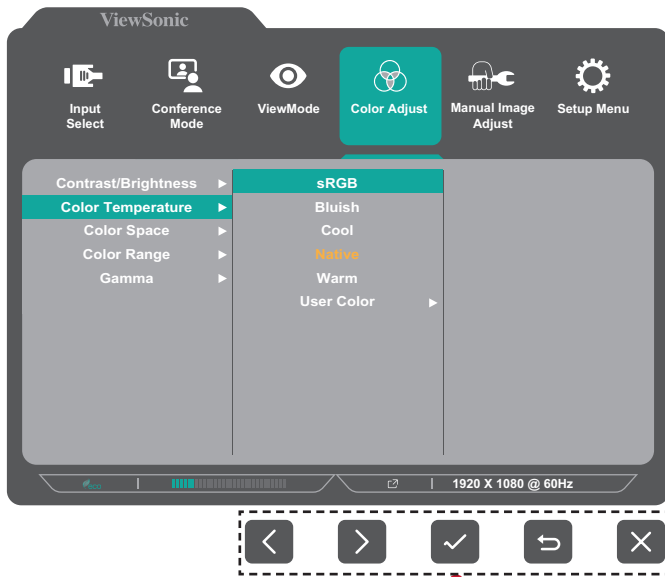 ViewSonic
Input
Select
Conference
Mode
ViewMode
Color Adjust
Manual Image
Adjust
Setup Menu
Contrast/Brightness
Color Temperature
Color Space
Color Range
Gamma
sRGB
Bluish
Cool
Native
Warm
User Color
eco
1920 X 1080 @ 60Hz